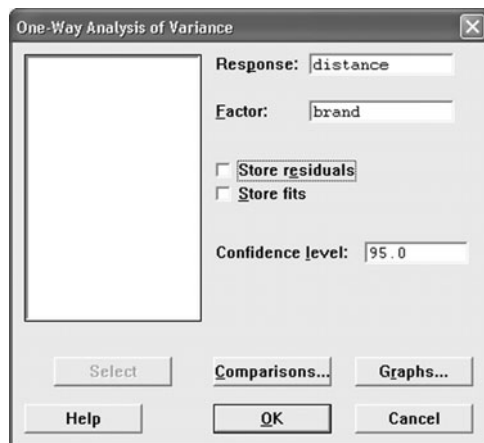 One-Way Analysis of Variance
Response: distance
Factor: brand
Store residuals
Store fits
Confidence level: 95.0
Select
Comparisons...
Graphs...
Help
OK
Cancel